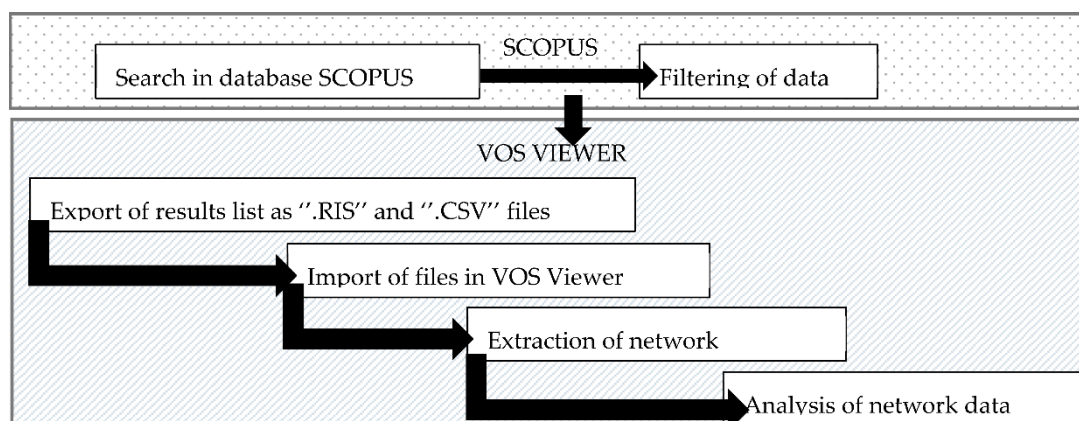 SCOPUS
Search in database SCOPUS
Filtering of data
VOS VIEWER
Export of results list as ‘’.RIS’’ and ‘’.CSV’’ files
Import of files in VOS Viewer
Extraction of network
Analysis of network data